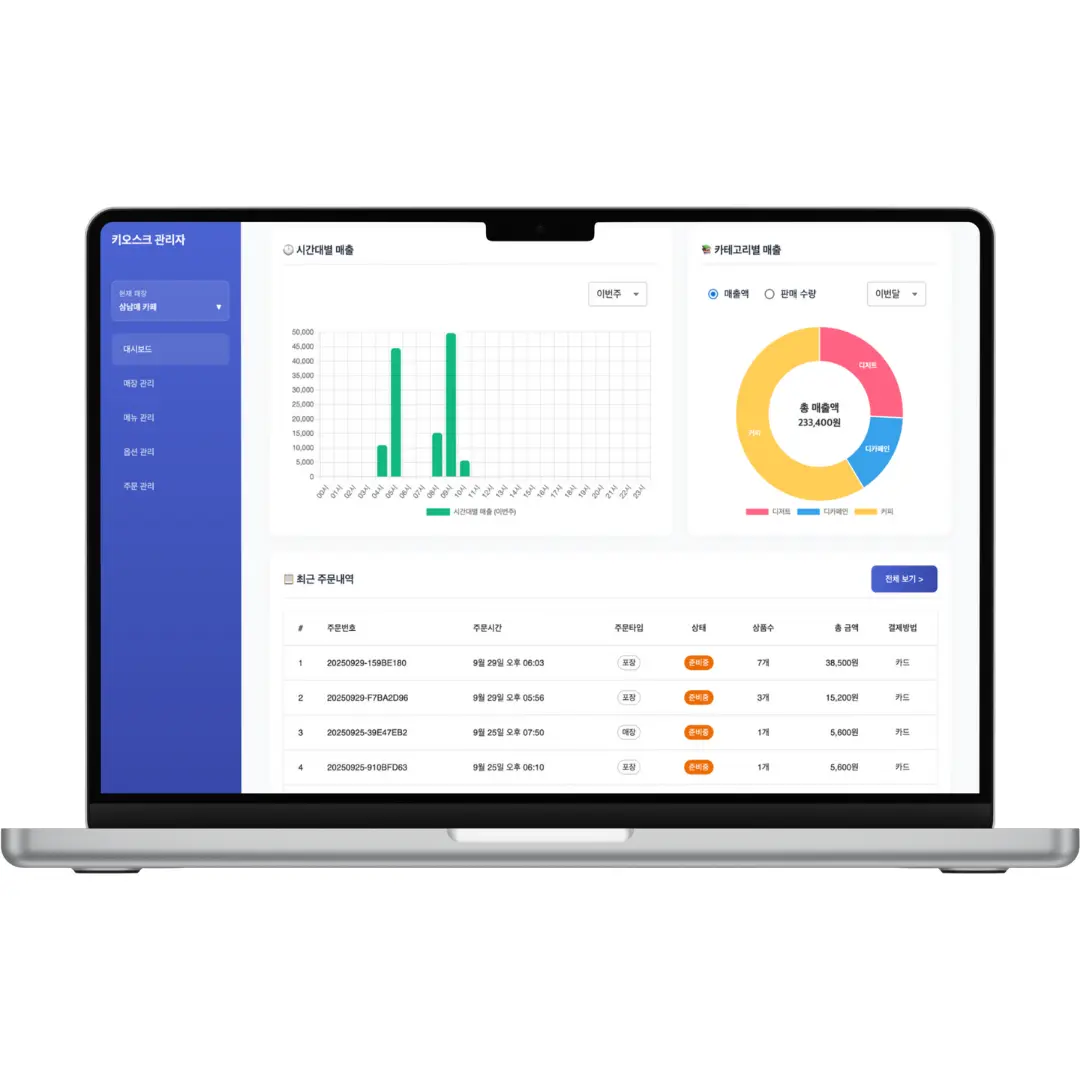 키오스크 관리자
현재 매장
삼남매 카페
▼
대시보드
매장 관리
메뉴 관리
옵션 관리
주문 관리
시간대별 매출
이번주
50,000
45,000
40,000
35,000
30,000
25,000
20,000
15,000
10,000
5,000
0
00시 01시 02시 03시 04시 05시 06시 07시 08시 09시 10시 11시 12시 13시 14시 15시 16시 17시 18시 19시 20시 21시 22시 23시
시간대별 매출 (이번주)
카테고리별 매출
매출액 판매 수량
이번달
디저트
총 매출액
233,400원
커피
디카페인
디저트 디카페인 커피
최근 주문내역
전체 보기 >
# 주문번호 주문시간 주문타입 상태 상품수 총 금액 결제방법
1 20250929-159BE180 9월 29일 오후 06:03 포장 준비중 7개 38,500원 카드
2 20250929-F7BA2D96 9월 29일 오후 05:56 포장 준비중 3개 15,200원 카드
3 20250925-39E47EB2 9월 25일 오후 07:50 매장 준비중 1개 5,600원 카드
4 20250925-910BFD63 9월 25일 오후 06:10 포장 준비중 1개 5,600원 카드